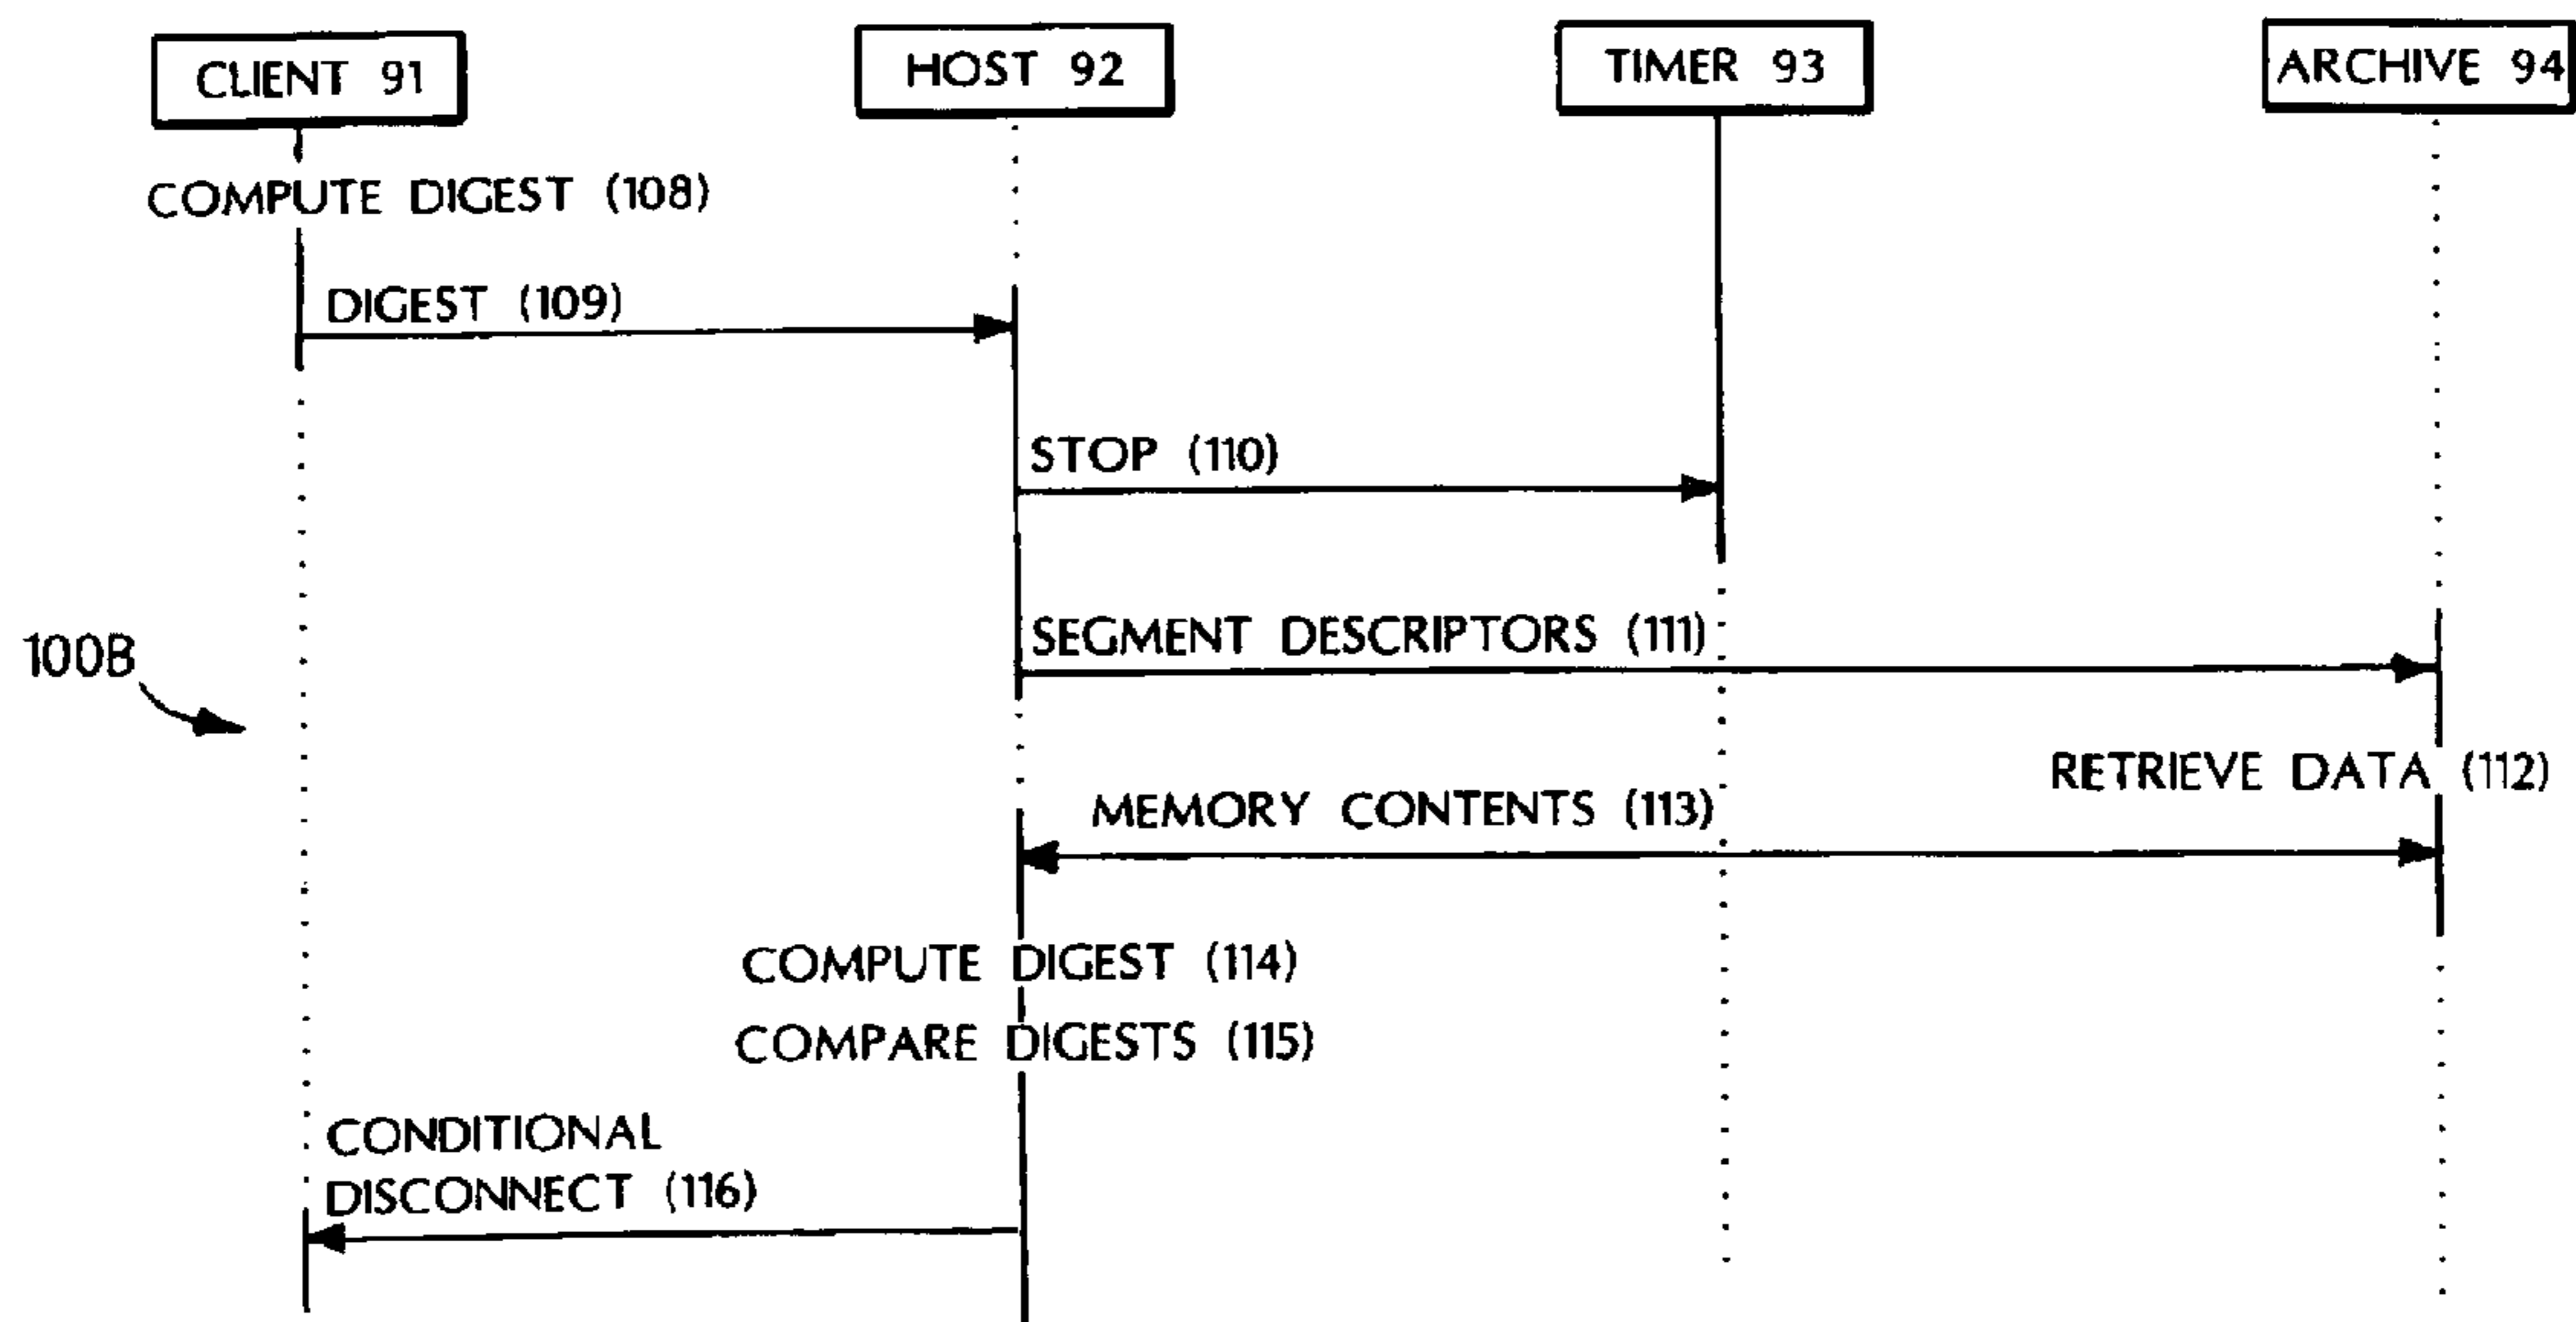 CLIENT 91
HOST 92
TIMER 93
ARCHIVE 94
COMPUTE DIGEST (108)
DIGEST (109)
STOP (110)
SEGMENT DESCRIPTORS (111)
100B
RETRIEVE DATA (112)
MEMORY CONTENTS (113)
COMPUTE DIGEST (114)
COMPARE DIGESTS (115)
CONDITIONAL
DISCONNECT (116)